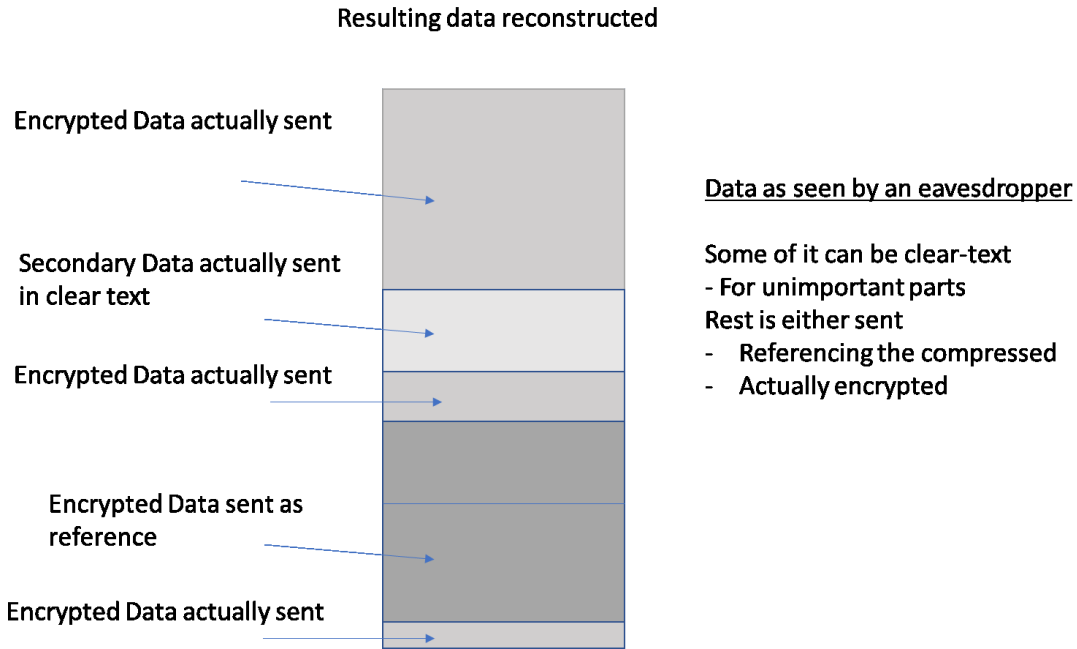 Resulting data reconstructed
Encrypted Data actually sent
Secondary Data actually sent
in clear text
Encrypted Data actually sent
Encrypted Data sent as
reference
Encrypted Data actually sent
Data as seen by an eavesdropper
Some of it can be clear-text
- For unimportant parts
Rest is either sent
- Referencing the compressed
- Actually encrypted